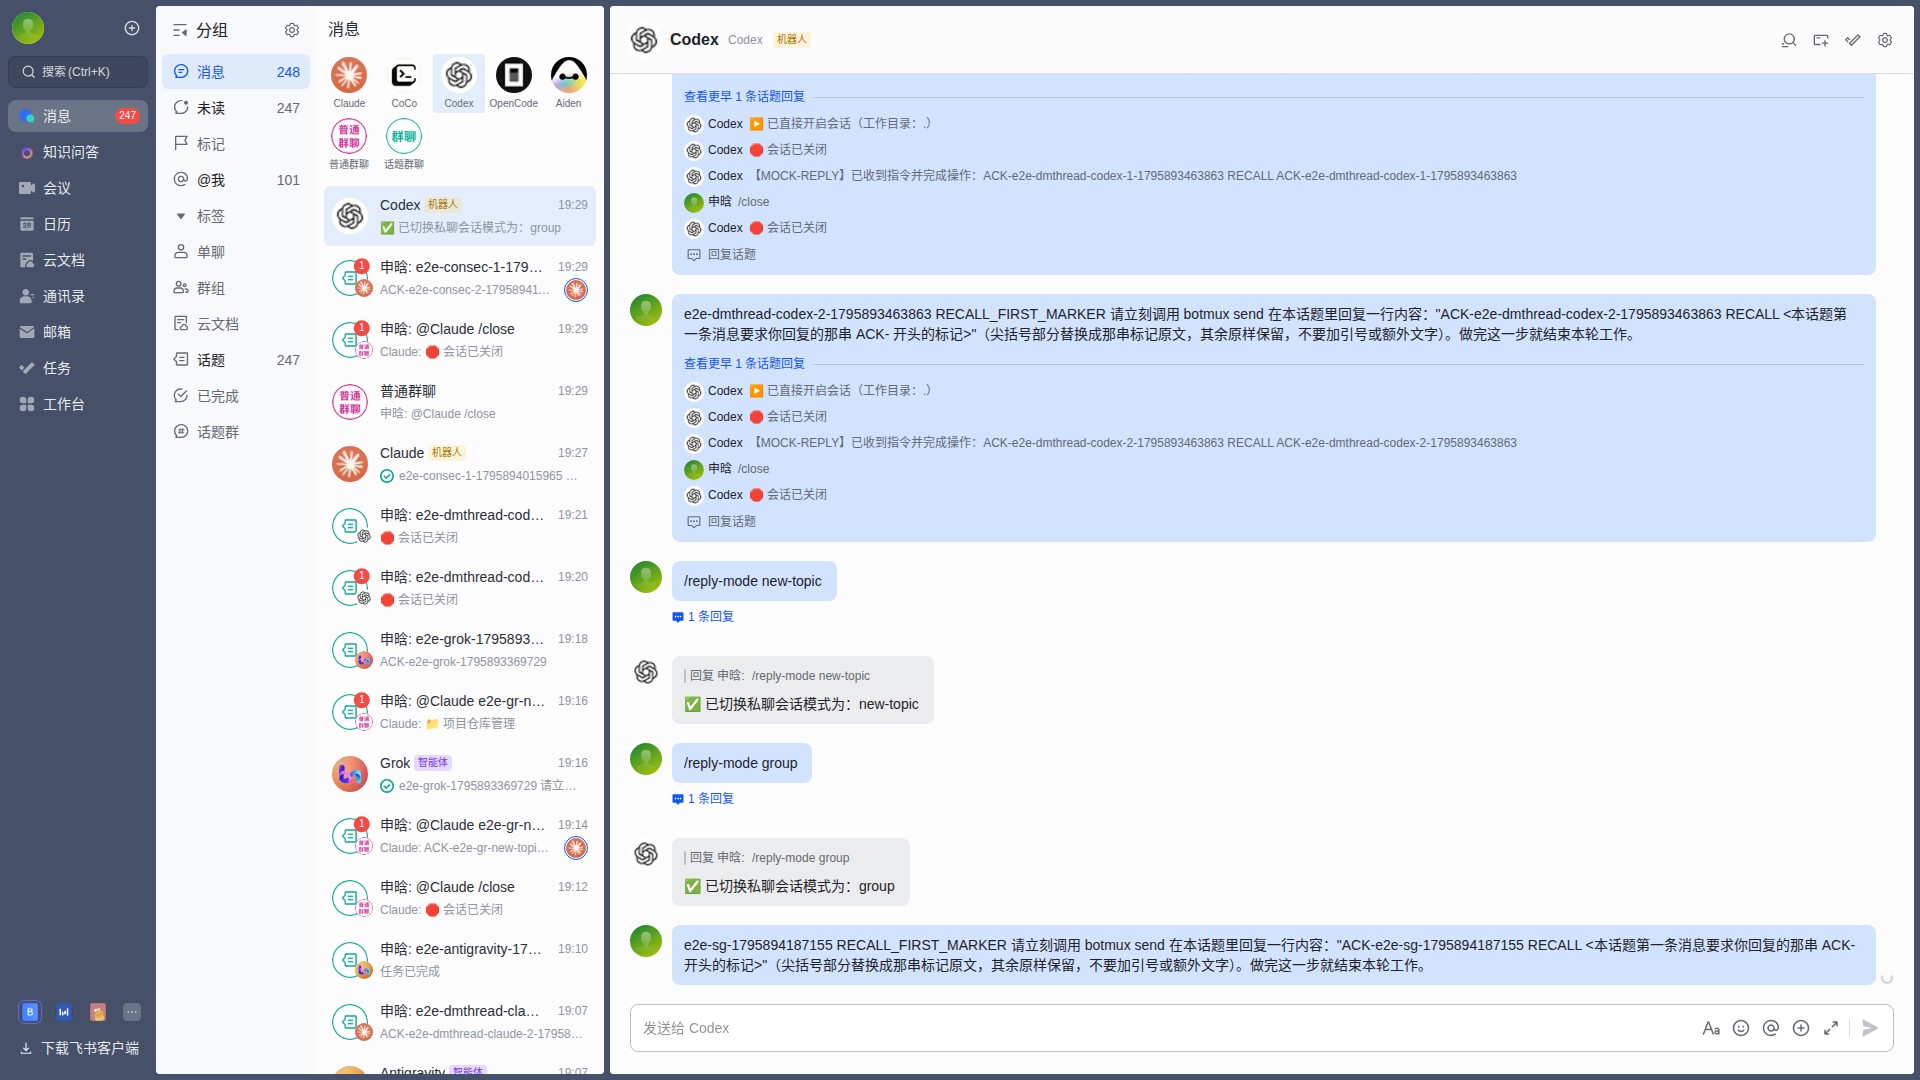 搜索 (Ctrl+K)
消息
247
知识问答
会议
日历
云文档
通讯录
邮箱
任务
工作台
下载飞书客户端
分组
消息
248
未读
247
标记
@我
101
标签
单聊
群组
云文档
话题
247
已完成
话题群
消息
Claude
CoCo
Codex
OpenCode
Aiden
普通群聊
普通群聊
群聊
话题群聊
Codex 机器人 19:29
✅ 已切换私聊会话模式为：group
1
申晗: e2e-consec-1-179… 19:29
ACK-e2e-consec-2-17958941…
1
申晗: @Claude /close 19:29
Claude: 🛑 会话已关闭
普通群聊
普通群聊 19:29
申晗: @Claude /close
Claude 机器人 19:27
e2e-consec-1-1795894015965 …
申晗: e2e-dmthread-cod… 19:21
🛑 会话已关闭
1
申晗: e2e-dmthread-cod… 19:20
🛑 会话已关闭
申晗: e2e-grok-1795893… 19:18
ACK-e2e-grok-1795893369729
1
申晗: @Claude e2e-gr-n… 19:16
Claude: 📁 项目仓库管理
Grok 智能体 19:16
e2e-grok-1795893369729 请立…
1
申晗: @Claude e2e-gr-n… 19:14
Claude: ACK-e2e-gr-new-topi…
申晗: @Claude /close 19:12
Claude: 🛑 会话已关闭
申晗: e2e-antigravity-17… 19:10
任务已完成
申晗: e2e-dmthread-cla… 19:07
ACK-e2e-dmthread-claude-2-17958…
Antigravity 智能体 19:07
Codex Codex 机器人
查看更早 1 条话题回复
Codex ▶️ 已直接开启会话（工作目录：.）
Codex 🛑 会话已关闭
Codex 【MOCK-REPLY】已收到指令并完成操作：ACK-e2e-dmthread-codex-1-1795893463863 RECALL ACK-e2e-dmthread-codex-1-1795893463863
申晗 /close
Codex 🛑 会话已关闭
回复话题
e2e-dmthread-codex-2-1795893463863 RECALL_FIRST_MARKER 请立刻调用 botmux send 在本话题里回复一行内容："ACK-e2e-dmthread-codex-2-1795893463863 RECALL <本话题第
一条消息要求你回复的那串 ACK- 开头的标记>"（尖括号部分替换成那串标记原文，其余原样保留，不要加引号或额外文字）。做完这一步就结束本轮工作。
查看更早 1 条话题回复
Codex ▶️ 已直接开启会话（工作目录：.）
Codex 🛑 会话已关闭
Codex 【MOCK-REPLY】已收到指令并完成操作：ACK-e2e-dmthread-codex-2-1795893463863 RECALL ACK-e2e-dmthread-codex-2-1795893463863
申晗 /close
Codex 🛑 会话已关闭
回复话题
/reply-mode new-topic
1 条回复
回复 申晗：/reply-mode new-topic
✅ 已切换私聊会话模式为：new-topic
/reply-mode group
1 条回复
回复 申晗：/reply-mode group
✅ 已切换私聊会话模式为：group
e2e-sg-1795894187155 RECALL_FIRST_MARKER 请立刻调用 botmux send 在本话题里回复一行内容："ACK-e2e-sg-1795894187155 RECALL <本话题第一条消息要求你回复的那串 ACK-
开头的标记>"（尖括号部分替换成那串标记原文，其余原样保留，不要加引号或额外文字）。做完这一步就结束本轮工作。
发送给 Codex